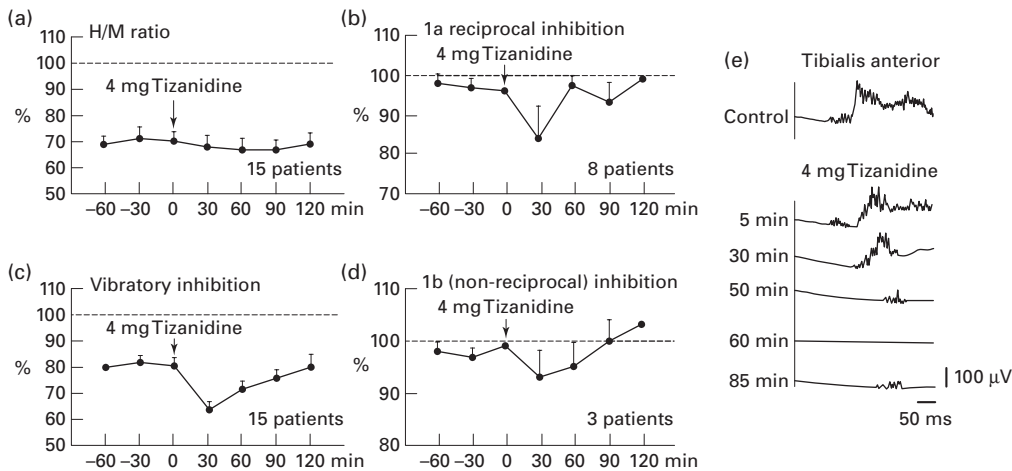 (a)
H/M ratio
110
100
90
80
70
60
50
%
4 mg Tizanidine
15 patients
–60 –30 0 30 60 90 120 min
(b)
1a reciprocal inhibition
4 mg Tizanidine
110
100
90
80
70
%
8 patients
–60 –30 0 30 60 90 120 min
(c)
Vibratory inhibition
110
100
90
80
70
60
50
%
4 mg Tizanidine
15 patients
–60 –30 0 30 60 90 120 min
(d)
1b (non-reciprocal) inhibition
4 mg Tizanidine
110
100
90
80
%
3 patients
–60 –30 0 30 60 90 120 min
(e)
Tibialis anterior
Control
4 mg Tizanidine
5 min
30 min
50 min
60 min
85 min
100 μV
50 ms